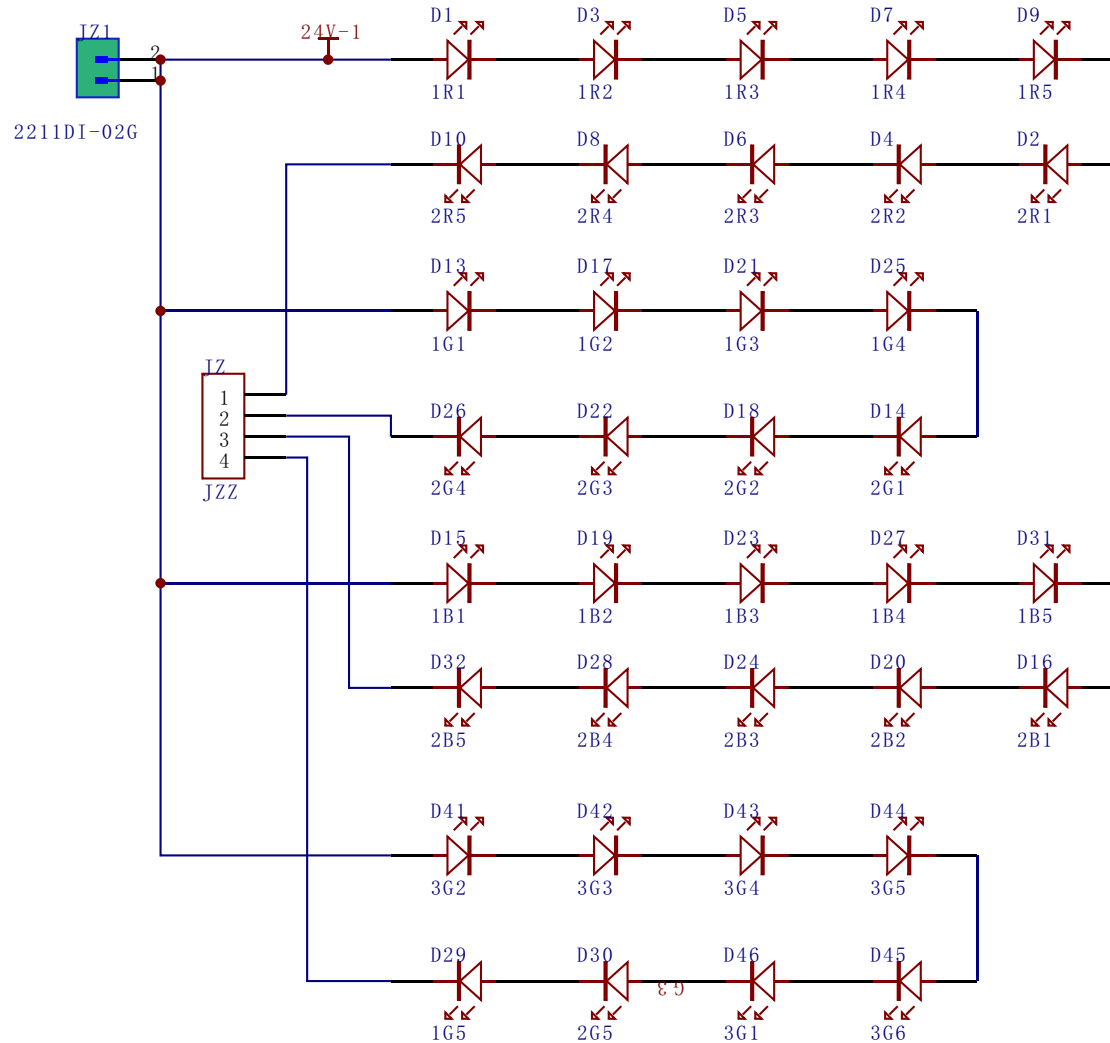 JZ1
24V-1
D1 D3 D5 D7 D9
2
1
1R1 1R2 1R3 1R4 1R5
2211DI-02G
D10 D8 D6 D4 D2
2R5 2R4 2R3 2R2 2R1
D13 D17 D21 D25
1G1 1G2 1G3 1G4
JZ
1
2
3
4
JZZ
D26 D22 D18 D14
2G4 2G3 2G2 2G1
D15 D19 D23 D27 D31
1B1 1B2 1B3 1B4 1B5
D32 D28 D24 D20 D16
2B5 2B4 2B3 2B2 2B1
D41 D42 D43 D44
3G2 3G3 3G4 3G5
D29 D30 D46 D45
G3
1G5 2G5 3G1 3G6